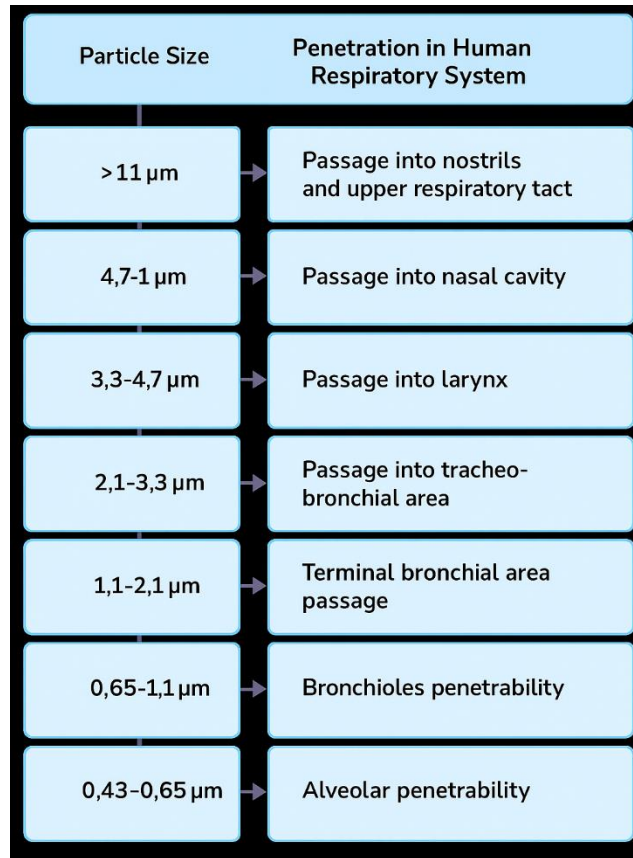 Particle Size
Penetration in Human
Respiratory System
>11 µm
Passage into nostrils
and upper respiratory tact
4,7-1 µm
Passage into nasal cavity
3,3-4,7 µm
Passage into larynx
2,1-3,3 µm
Passage into tracheo-
bronchial area
1,1-2,1 µm
Terminal bronchial area
passage
0,65-1,1 µm
Bronchioles penetrability
0,43-0,65 µm
Alveolar penetrability